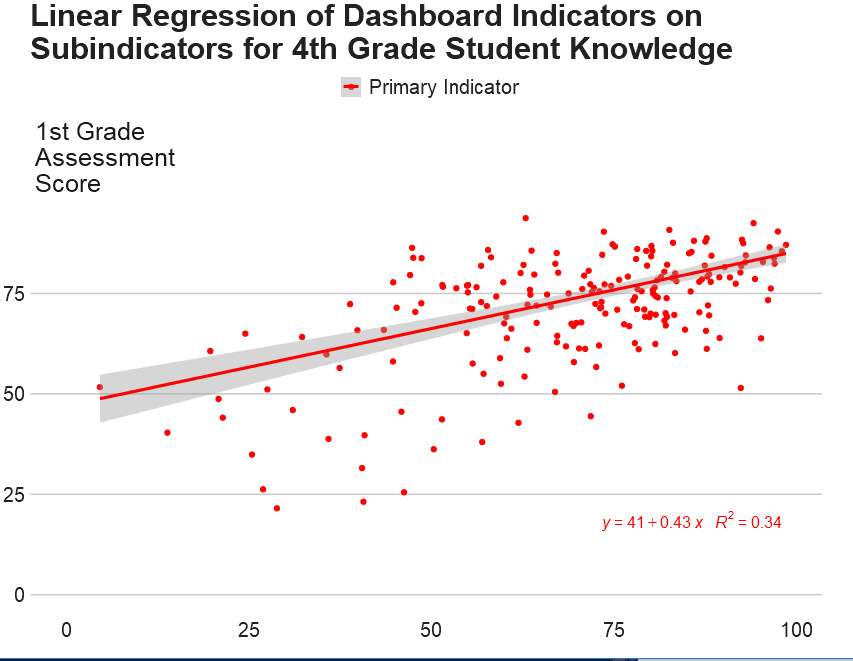 Linear Regression of Dashboard Indicators on
Subindicators for 4th Grade Student Knowledge
Primary Indicator
1st Grade
Assessment
Score
75
50
25
y = 41 + 0.43 x R² = 0.34
0
0 25 50 75 100